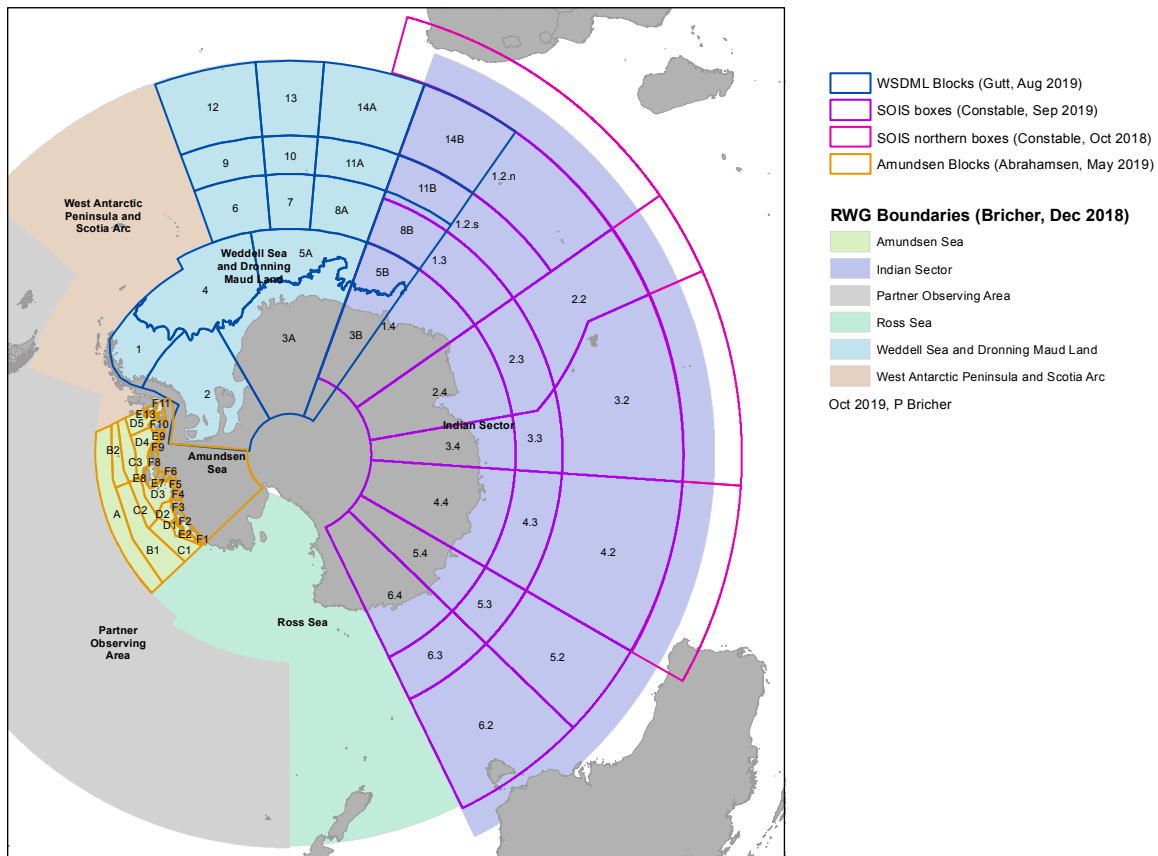 12
13
14A
14B
9
10
11A
11B
1.2.n
6
7
8A
8B
1.2.s
West Antarctic
Peninsula and
Scotia Arc
Weddell Sea
and Dronning
Maud Land
5A
5B
1.3
4
2.2
1
3A
3B
1.4
2.3
2
2.4
3.2
F11
E13
D5
F10
E9
D4
F9
B2
C3
F8
E8
F6
E7
F5
D3
F4
F3
A
C2
D2
F2
D1
E2
F1
B1
C1
Amundsen
Sea
Indian Sector
3.3
3.4
4.4
4.3
4.2
5.4
5.3
5.2
6.4
6.3
6.2
Ross Sea
Partner
Observing
Area
WSDML Blocks (Gutt, Aug 2019)
SOIS boxes (Constable, Sep 2019)
SOIS northern boxes (Constable, Oct 2018)
Amundsen Blocks (Abrahamsen, May 2019)
RWG Boundaries (Bricher, Dec 2018)
Amundsen Sea
Indian Sector
Partner Observing Area
Ross Sea
Weddell Sea and Dronning Maud Land
West Antarctic Peninsula and Scotia Arc
Oct 2019, P Bricher